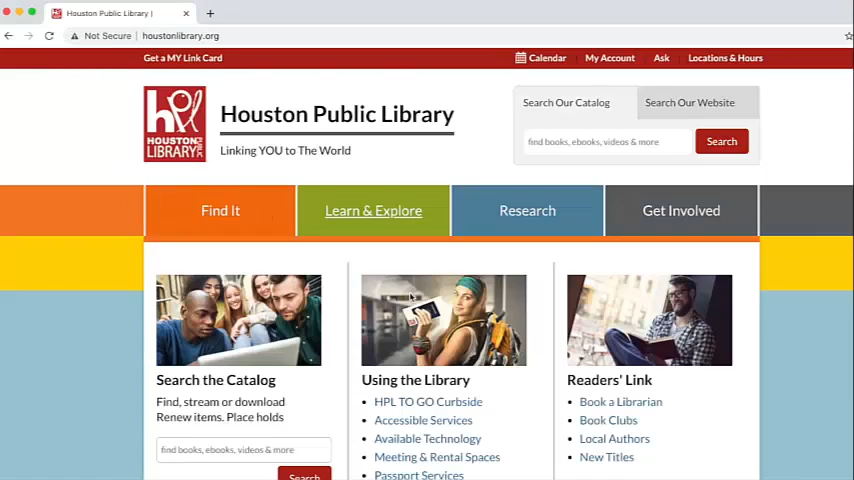 Houston Public Library |
Not Secure | houstonlibrary.org
Get a MY Link Card
Calendar
My Account
Ask
Locations & Hours
hpl
HOUSTON
LIBRARY
PUBLIC
Houston Public Library
Linking YOU to The World
Search Our Catalog
Search Our Website
find books, ebooks, videos & more
Search
Find It
Learn & Explore
Research
Get Involved
Search the Catalog
Find, stream or download
Renew items. Place holds
find books, ebooks, videos & more
Search
Using the Library
HPL TO GO Curbside
Accessible Services
Available Technology
Meeting & Rental Spaces
Passport Services
Readers' Link
Book a Librarian
Book Clubs
Local Authors
New Titles